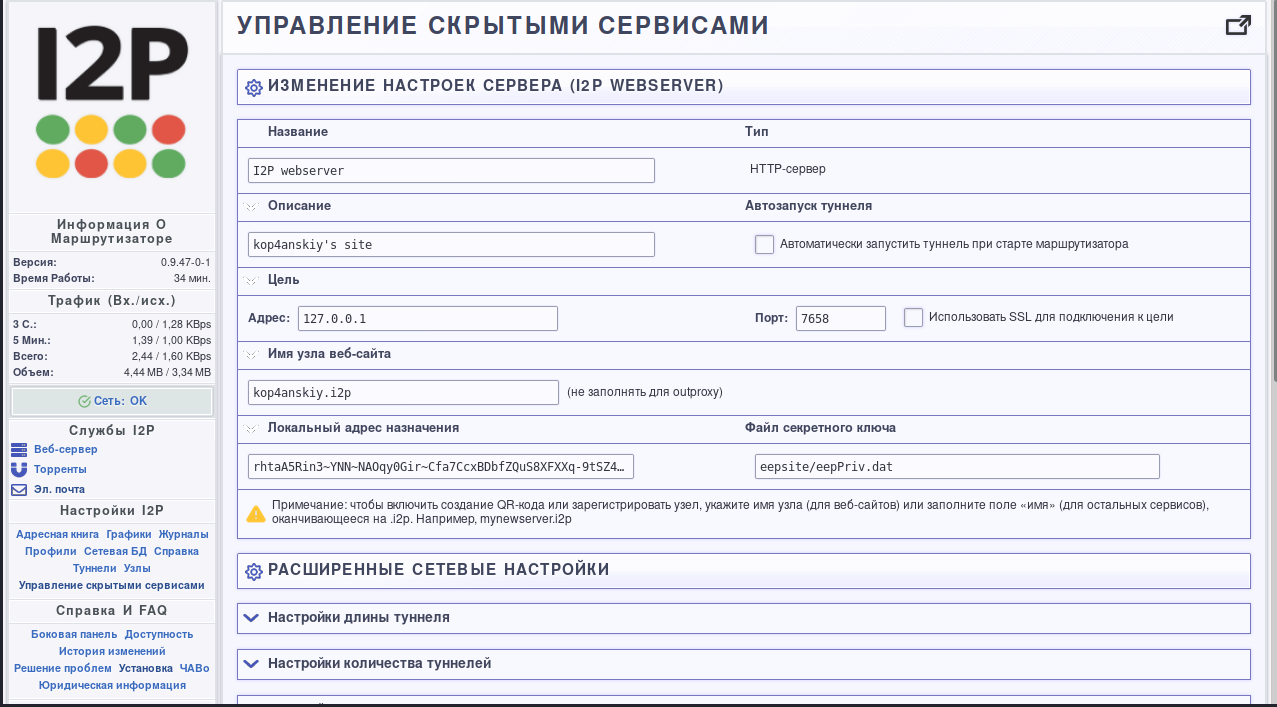 I2P
Информация О
Маршрутизаторе
Версия: 0.9.47-0-1
Время Работы: 34 мин.
Трафик (Вх./исх.)
3 С.: 0,00 / 1,28 KBps
5 Мин.: 1,39 / 1,00 KBps
Всего: 2,44 / 1,60 KBps
Объем: 4,44 MB / 3,34 MB
Сеть: OK
Службы I2P
Веб-сервер
Торренты
Эл. почта
Настройки I2P
Адресная книга Графики Журналы
Профили Сетевая БД Справка
Туннели Узлы
Управление скрытыми сервисами
Справка И FAQ
Боковая панель Доступность
История изменений
Решение проблем Установка ЧАВо
Юридическая информация
УПРАВЛЕНИЕ СКРЫТЫМИ СЕРВИСАМИ
ИЗМЕНЕНИЕ НАСТРОЕК СЕРВЕРА (I2P WEBSERVER)
Название Тип
I2P webserver HTTP-сервер
Описание Автозапуск туннеля
kop4anskiy's site Автоматически запустить туннель при старте маршрутизатора
Цель
Адрес: 127.0.0.1 Порт: 7658 Использовать SSL для подключения к цели
Имя узла веб-сайта
kop4anskiy.i2p (не заполнять для outproxy)
Локальный адрес назначения Файл секретного ключа
rhtaA5Rin3~YNN~NAOqy0Gir~Cfa7CcxBDbfZQuS8XFXXq-9tSZ4… eepsite/eepPriv.dat
Примечание: чтобы включить создание QR-кода или зарегистрировать узел, укажите имя узла (для веб-сайтов) или заполните поле «имя» (для остальных сервисов),
оканчивающееся на .i2p. Например, mynewserver.i2p
РАСШИРЕННЫЕ СЕТЕВЫЕ НАСТРОЙКИ
Настройки длины туннеля
Настройки количества туннелей